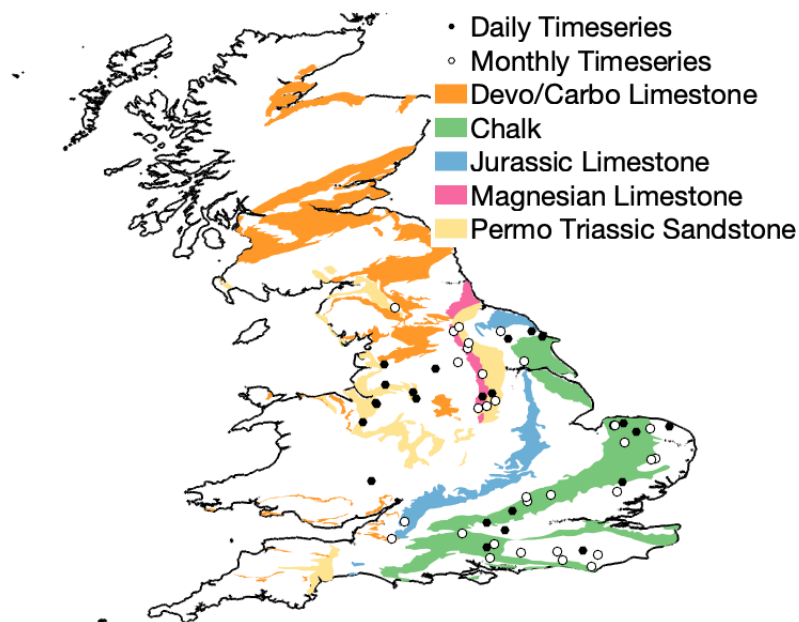 Daily Timeseries
Monthly Timeseries
Devo/Carbo Limestone
Chalk
Jurassic Limestone
Magnesian Limestone
Permo Triassic Sandstone